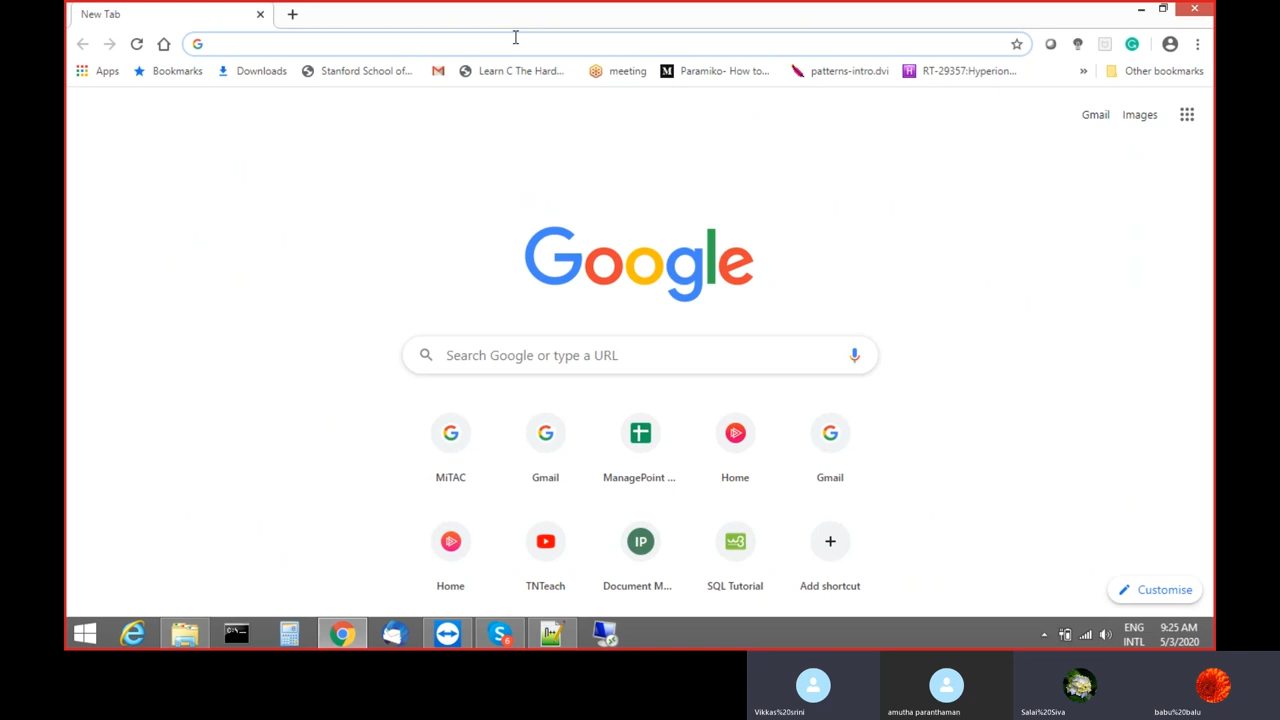 New Tab
Apps Bookmarks Downloads Stanford School of... Learn C The Hard... meeting M Paramiko- How to... patterns-intro.dvi H RT-29357:Hyperion... » Other bookmarks
Gmail Images
Google
Search Google or type a URL
MiTAC Gmail ManagePoint ... Home Gmail
IP
Home TNTeach Document M... SQL Tutorial Add shortcut
Customise
ENG 9:25 AM
INTL 5/3/2020
6
Vikkas%20srini amutha paranthaman Salai%20Siva babu%20balu